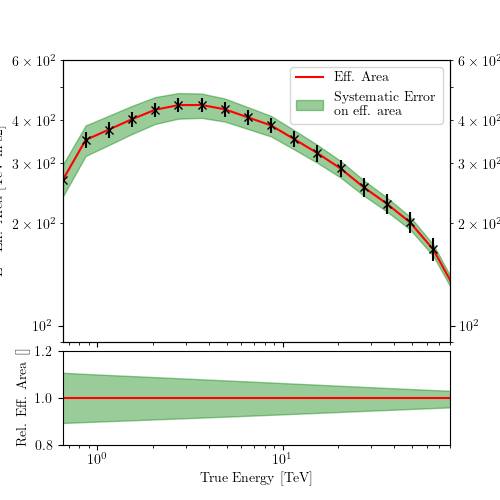 6 × 10² 6 × 10²
Eff. Area
Systematic Error
on eff. area
4 × 10² 4 × 10²
3 × 10² 3 × 10²
2 × 10² 2 × 10²
10² 10²
Eff. Area
1.2
1.0
0.8
Rel. Eff. Area []
10⁰ 10¹
True Energy [TeV]